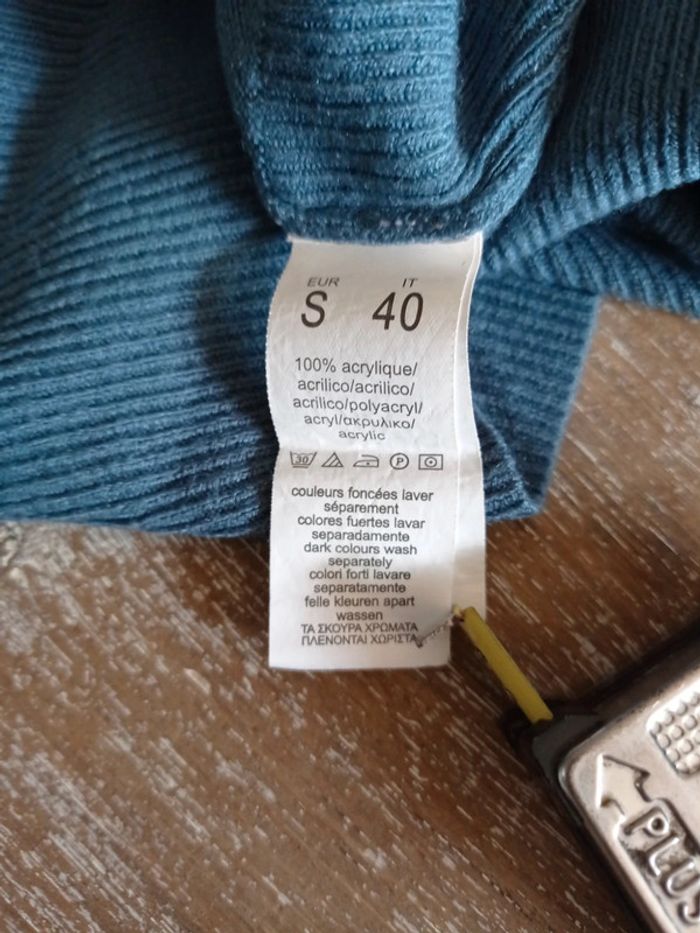 EUR IT
S 40
100% acrylique/
acrilico/acrilico/
acrilico/polyacryl/
acryl/ακρυλικο/
acrylic
30 P
couleurs foncées laver
séparement
colores fuertes lavar
separadamente
dark colours wash
separately
colori forti lavare
separatamente
felle kleuren apart
wassen
ΤΑ ΣΚΟΥΡΑ ΧΡΩΜΑΤΑ
ΠΛΕΝΟΝΤΑΙ ΧΩΡΙΣΤΑ
PLUS